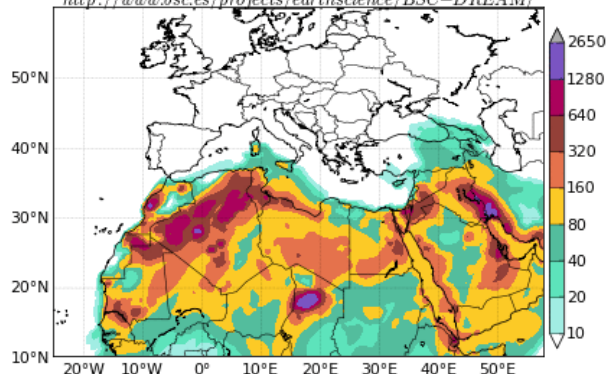 http://www.bsc.es/projects/earthscience/BSC-DREAM/
2650
1280
640
320
160
80
40
20
10
50°N
40°N
30°N
20°N
10°N
20°W 10°W 0° 10°E 20°E 30°E 40°E 50°E